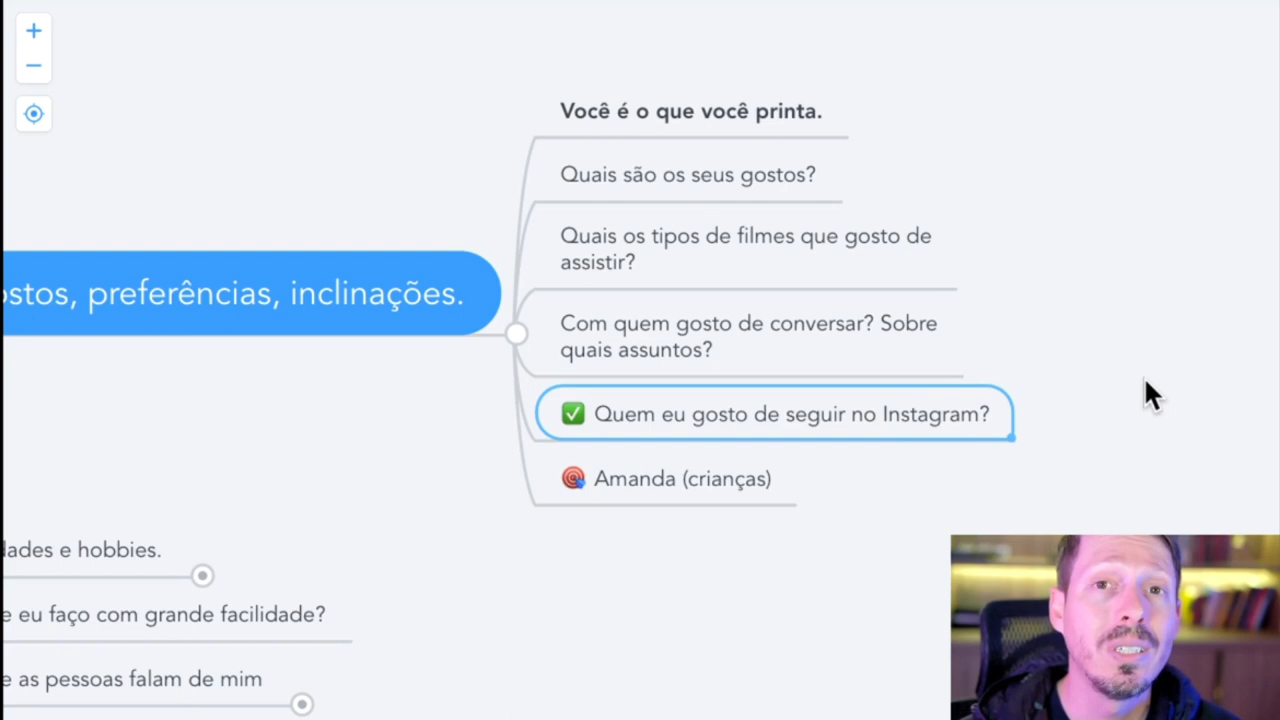 Você é o que você printa.
Quais são os seus gostos?
Quais os tipos de filmes que gosto de
assistir?
ostos, preferências, inclinações.
Com quem gosto de conversar? Sobre
quais assuntos?
✅ Quem eu gosto de seguir no Instagram?
🎯 Amanda (crianças)
dades e hobbies.
e eu faço com grande facilidade?
e as pessoas falam de mim